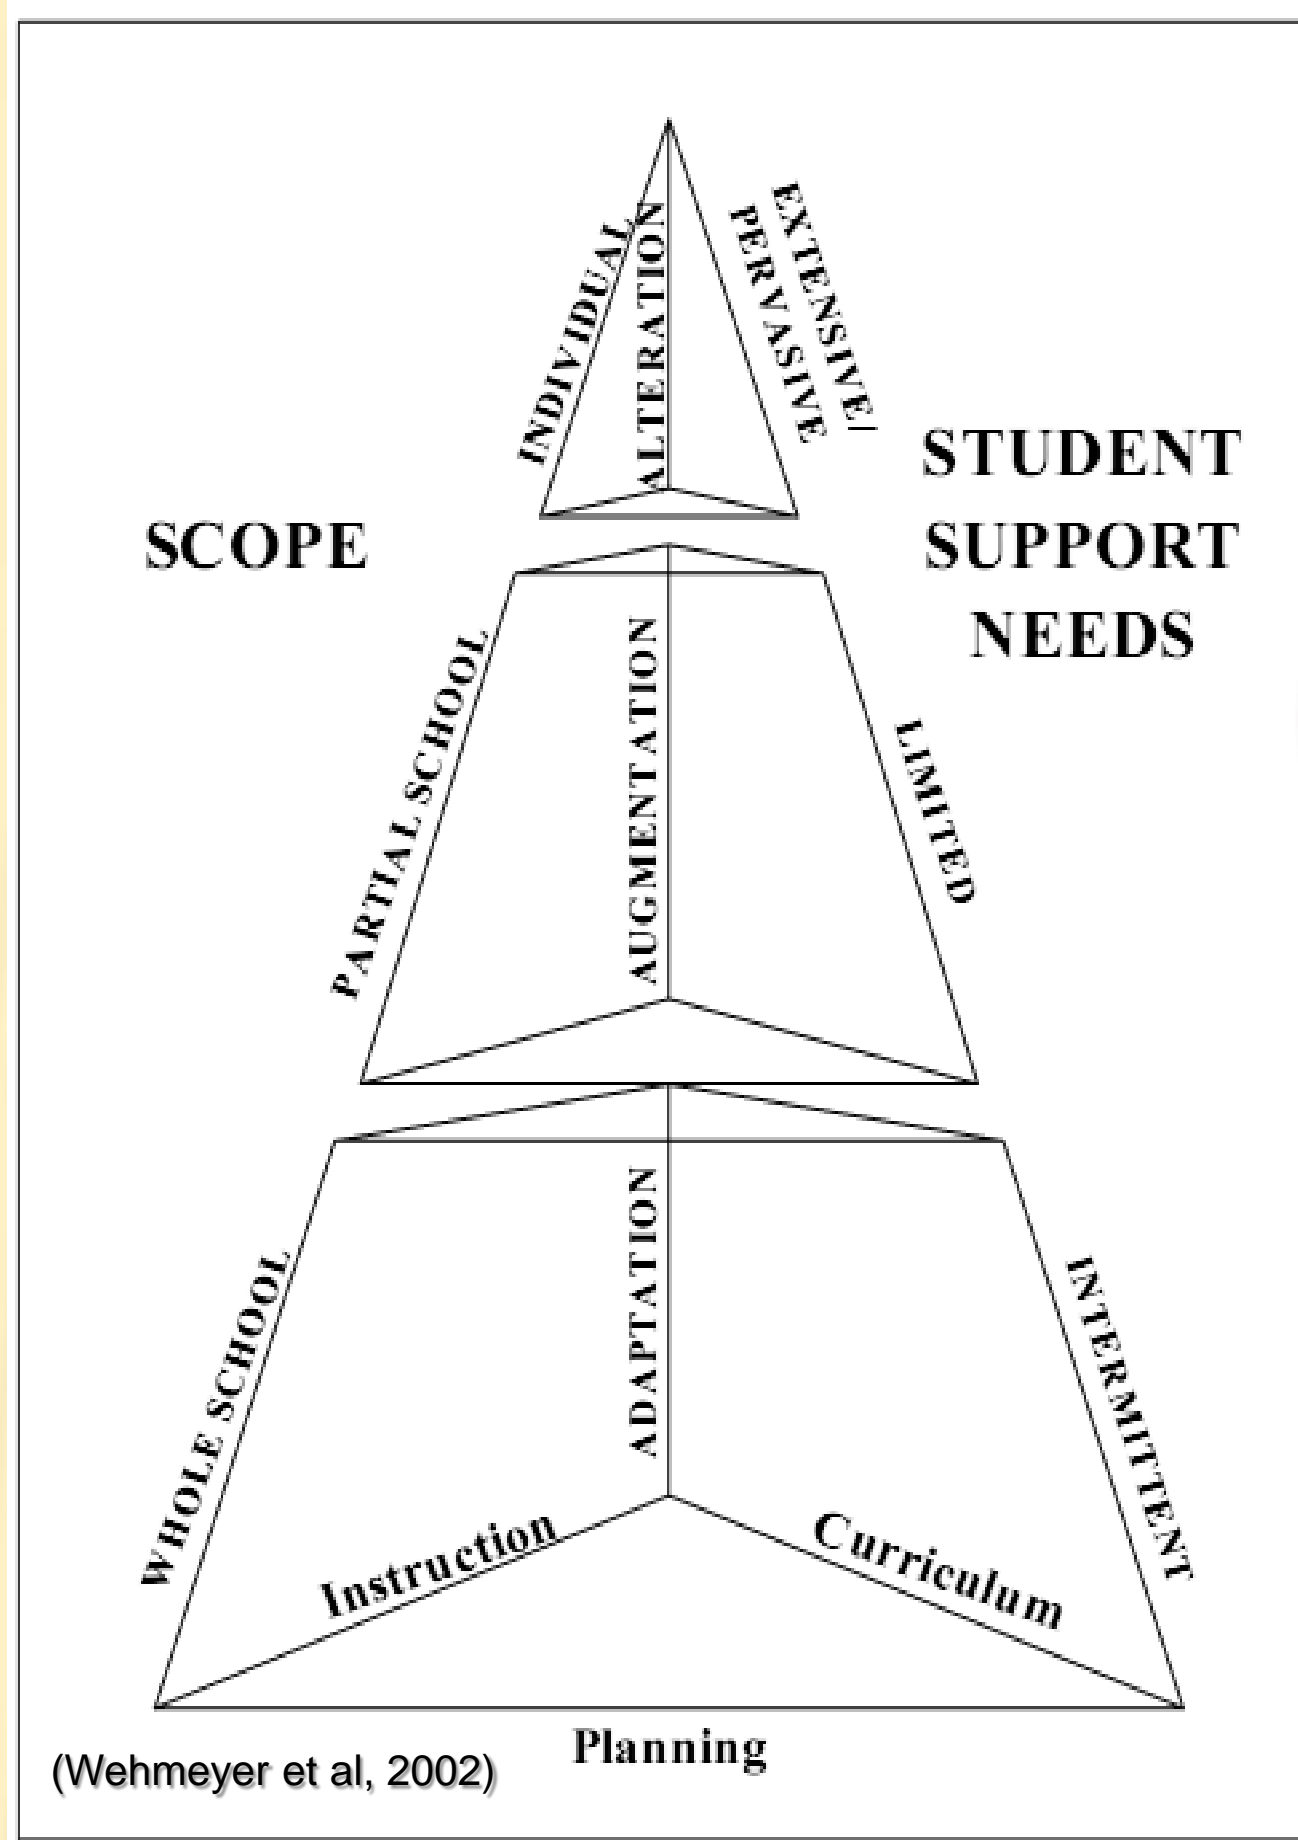 INDIVIDUAL
ALTERATION
EXTENSIVE/
PERVASIVE
SCOPE
STUDENT
SUPPORT
NEEDS
PARTIAL SCHOOL
AUGMENTATION
LIMITED
WHOLE SCHOOL
ADAPTATION
INTERMITTENT
Instruction
Curriculum
Planning
(Wehmeyer et al, 2002)